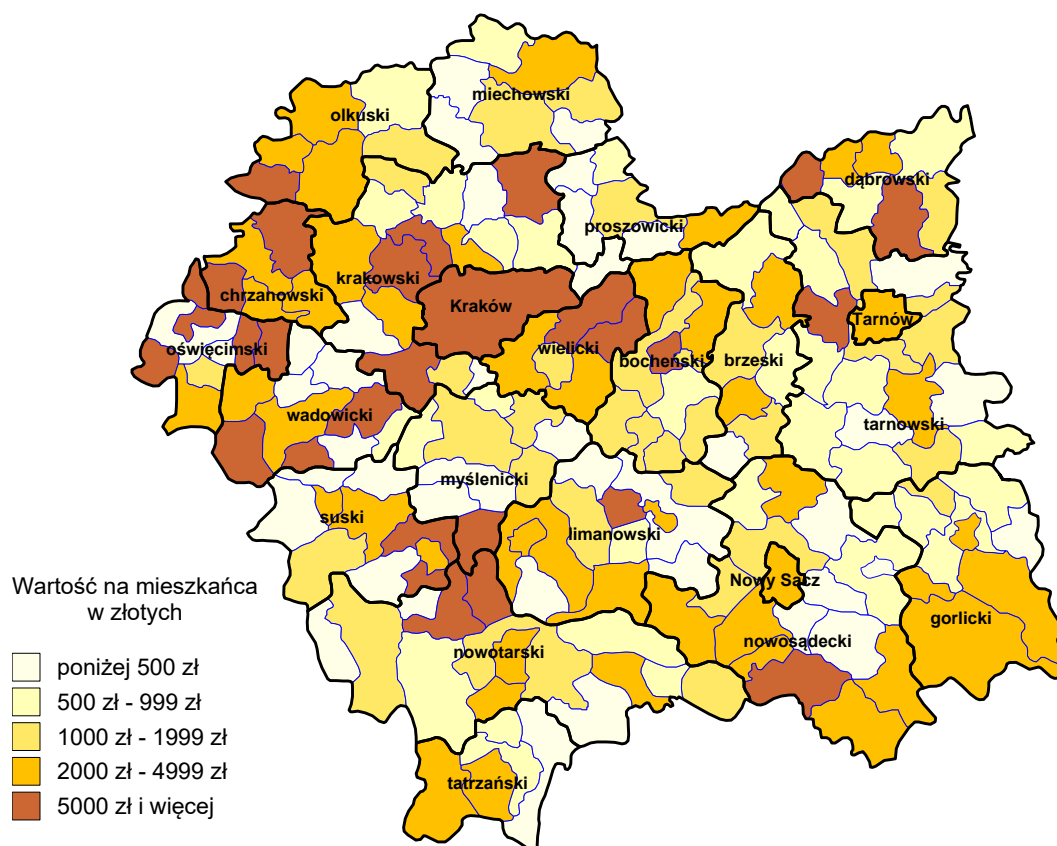 miechowski
olkuski
dąbrowski
proszowicki
krakowski
chrzanowski
Kraków
Tarnów
oświęcimski
wielicki
bocheński
brzeski
wadowicki
tarnowski
myślenicki
suski
limanowski
Nowy Sącz
gorlicki
nowosądecki
nowotarski
tatrzański
Wartość na mieszkańca
w złotych
poniżej 500 zł
500 zł - 999 zł
1000 zł - 1999 zł
2000 zł - 4999 zł
5000 zł i więcej